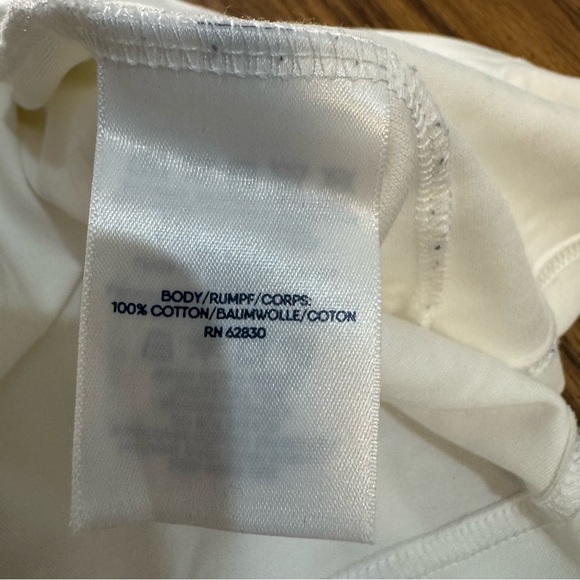 BODY/RUMPF/CORPS:
100% COTTON/BAUMWOLLE/COTON
RN 62830